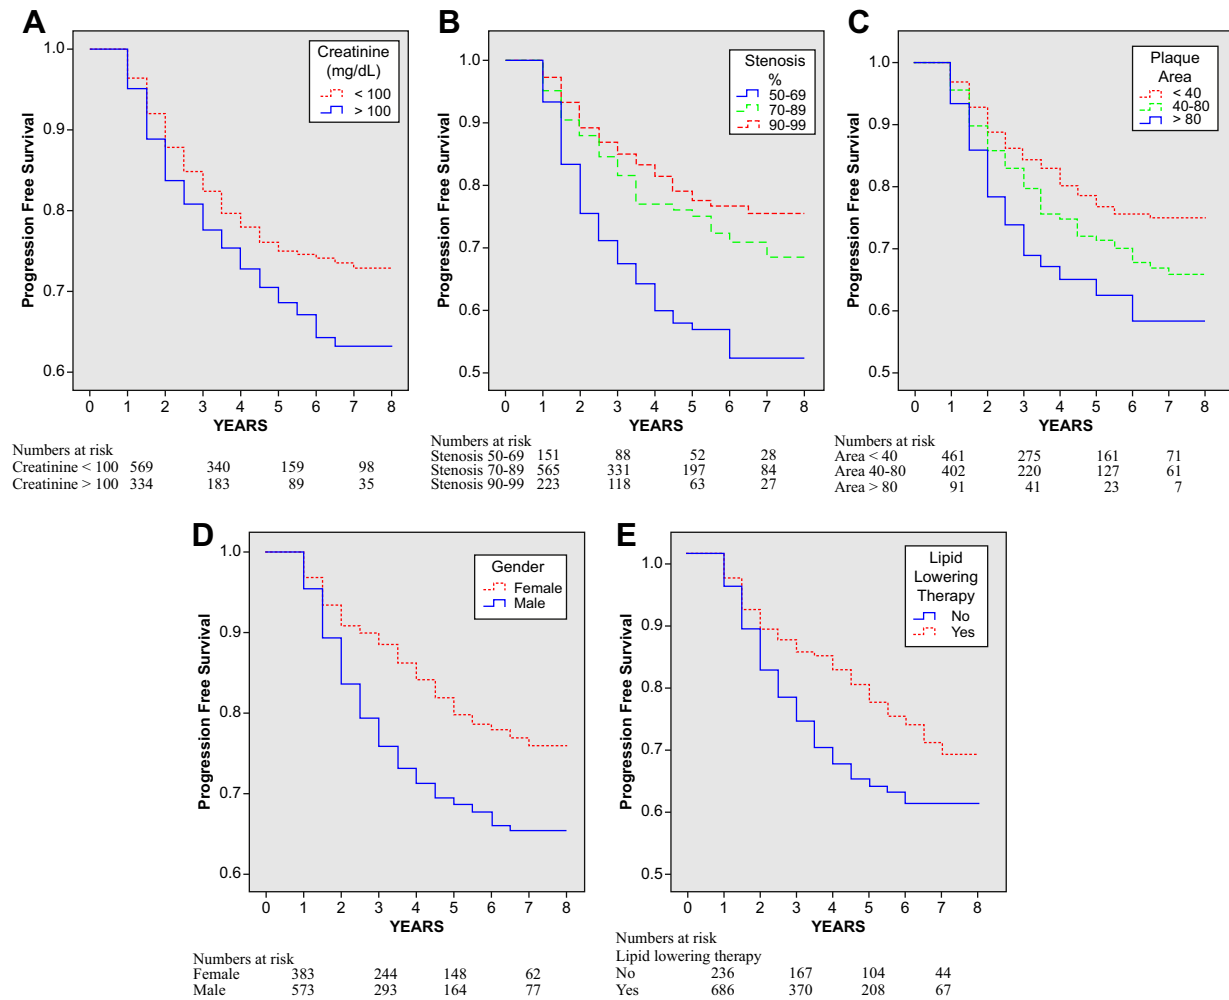 A
Creatinine
(mg/dL)
< 100
> 100
Progression Free Survival
1.0
0.9
0.8
0.7
0.6
0 1 2 3 4 5 6 7 8
YEARS
Numbers at risk
Creatinine < 100 569 340 159 98
Creatinine > 100 334 183 89 35
B
Stenosis
%
50-69
70-89
90-99
Progression Free Survival
1.0
0.9
0.8
0.7
0.6
0.5
0 1 2 3 4 5 6 7 8
YEARS
Numbers at risk
Stenosis 50-69 151 88 52 28
Stenosis 70-89 565 331 197 84
Stenosis 90-99 223 118 63 27
C
Plaque
Area
< 40
40-80
> 80
Progression Free Survival
1.0
0.9
0.8
0.7
0.6
0.5
0 1 2 3 4 5 6 7 8
YEARS
Numbers at risk
Area < 40 461 275 161 71
Area 40-80 402 220 127 61
Area > 80 91 41 23 7
D
Gender
Female
Male
Progression Free Survival
1.0
0.9
0.8
0.7
0.6
0 1 2 3 4 5 6 7 8
YEARS
Numbers at risk
Female 383 244 148 62
Male 573 293 164 77
E
Lipid
Lowering
Therapy
No
Yes
Progression Free Survival
1.0
0.9
0.8
0.7
0.6
0.5
0 1 2 3 4 5 6 7 8
YEARS
Numbers at risk
Lipid lowering therapy
No 236 167 104 44
Yes 686 370 208 67